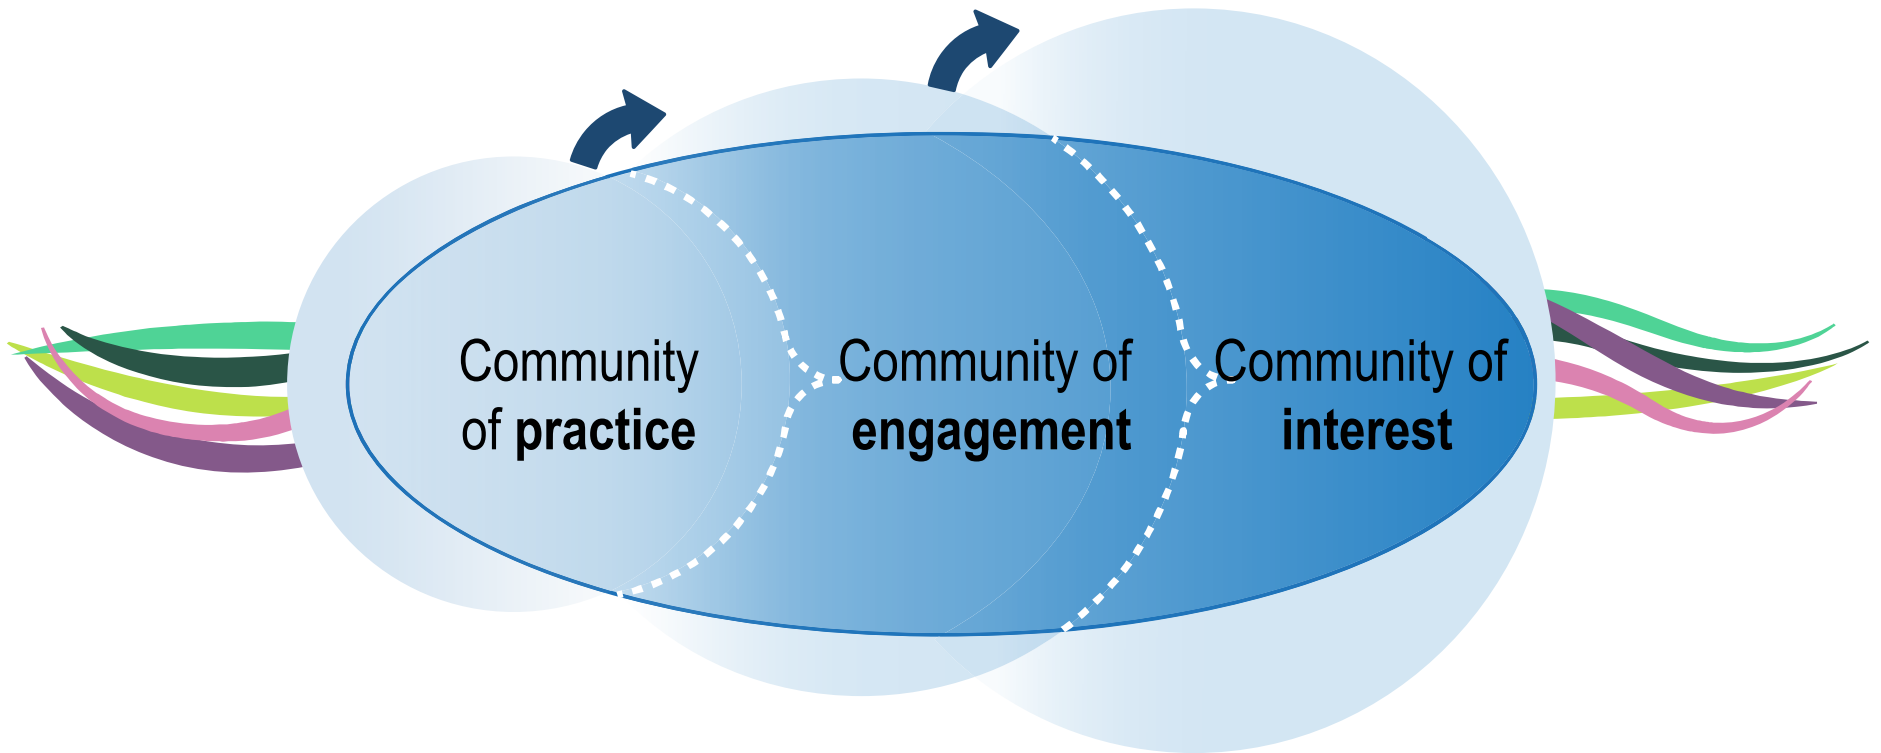 Community
of practice
Community of
engagement
Community of
interest